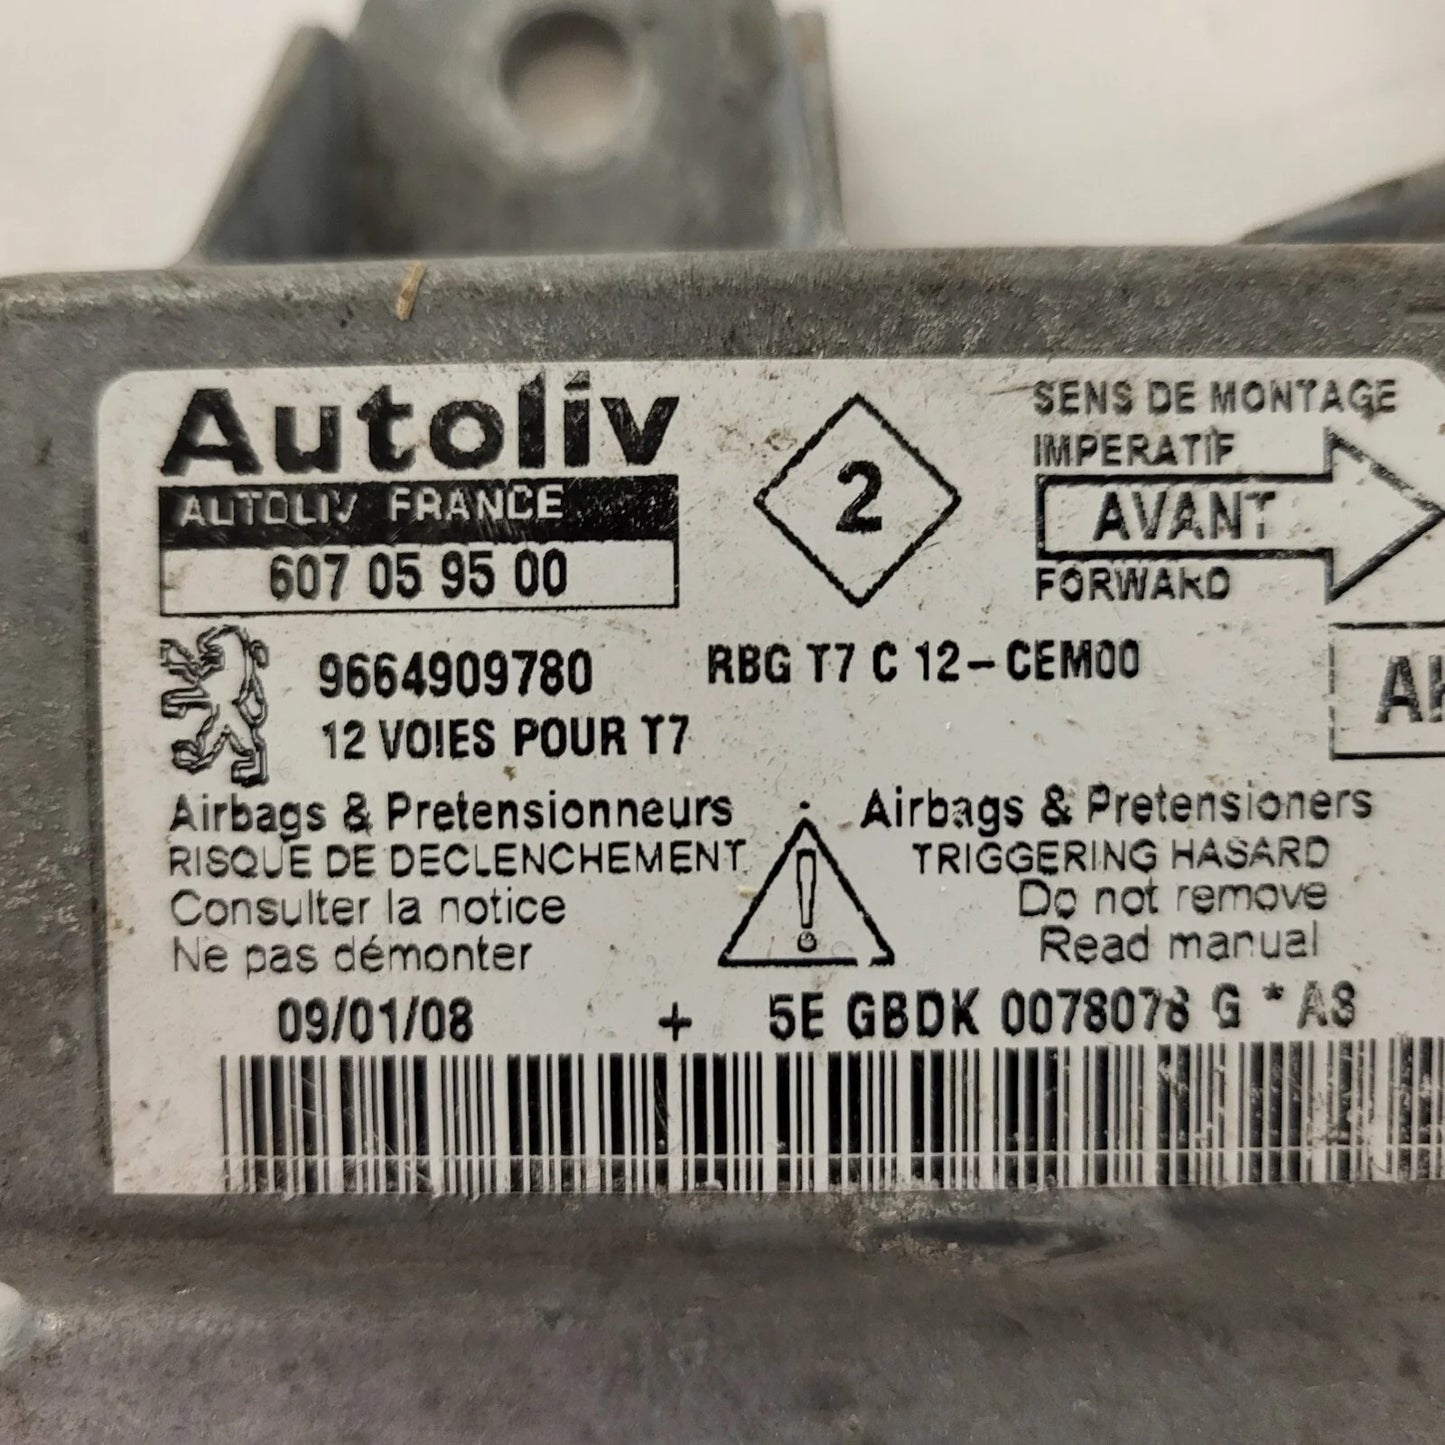 Autoliv
AUTOLIV FRANCE
607 05 95 00
2
SENS DE MONTAGE
IMPERATIF
AVANT
FORWARD
9664909780
RBG T7 C 12-CEM00
12 VOIES POUR T7
Airbags & Pretensionneurs
RISQUE DE DECLENCHEMENT
Consulter la notice
Ne pas démonter
Airbags & Pretensioners
TRIGGERING HASARD
Do not remove
Read manual
09/01/08 + 5E GBDK 0078078 G * A8